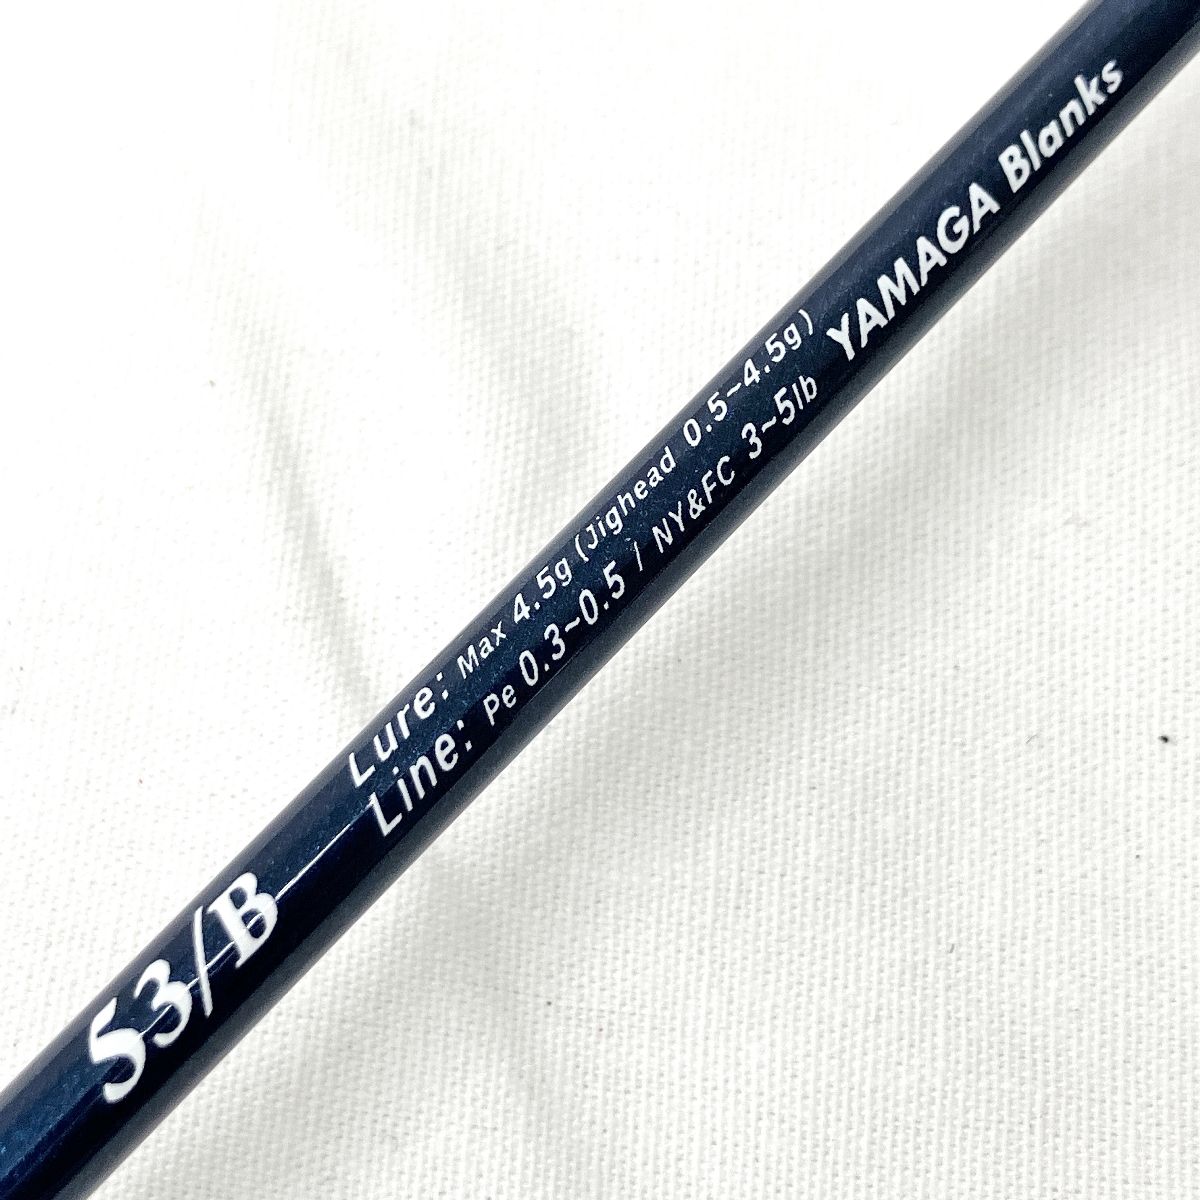 53/B
Lure: Max 4.5g (Jighead 0.5~4.5g)
Line: Pe 0.3~0.5 / NY&FC 3~5lb
YAMAGA Blanks